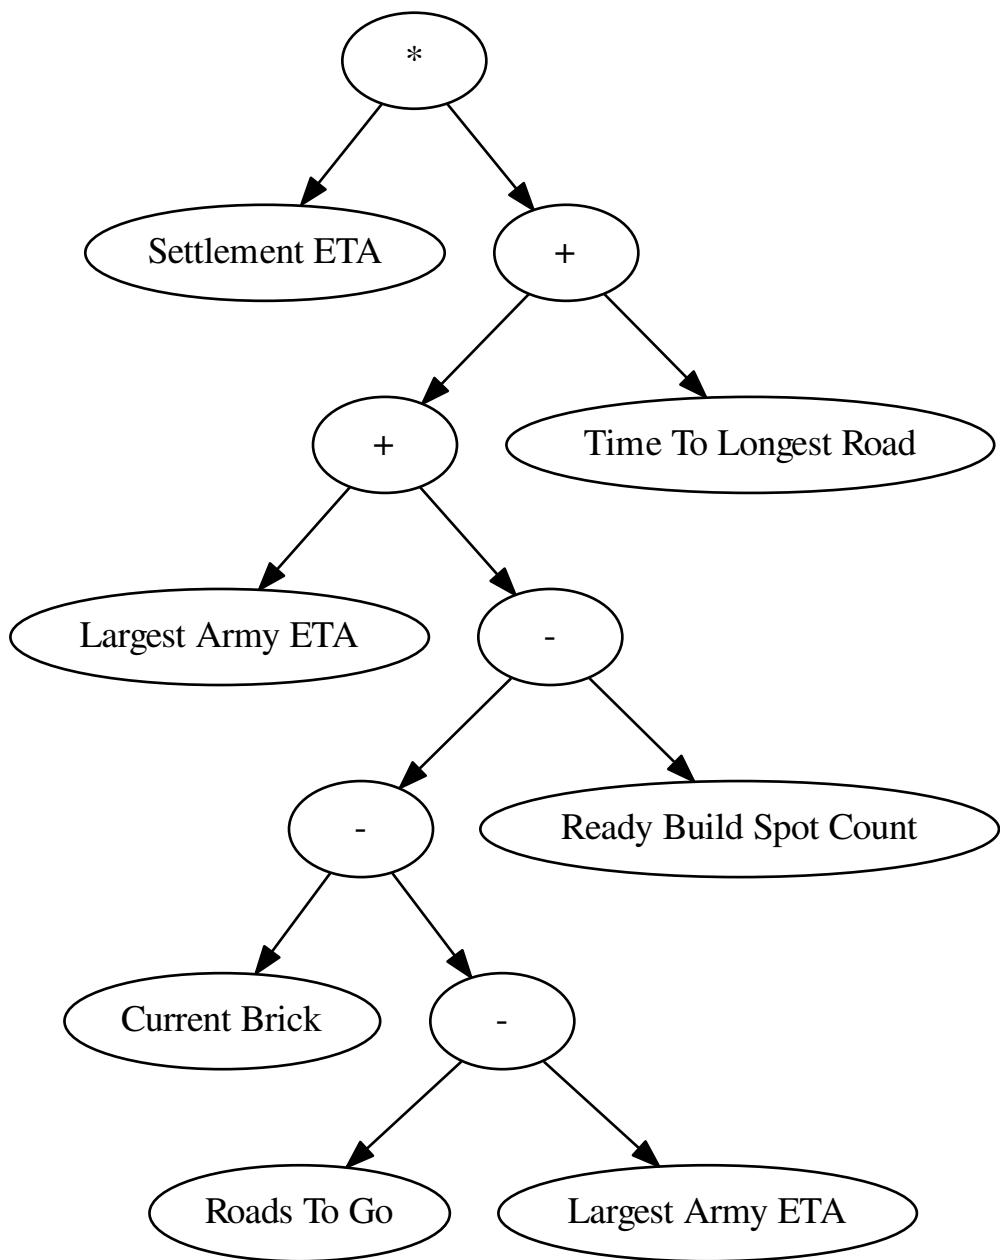 *
Settlement ETA
+
+
Time To Longest Road
Largest Army ETA
-
-
Ready Build Spot Count
Current Brick
-
Roads To Go
Largest Army ETA